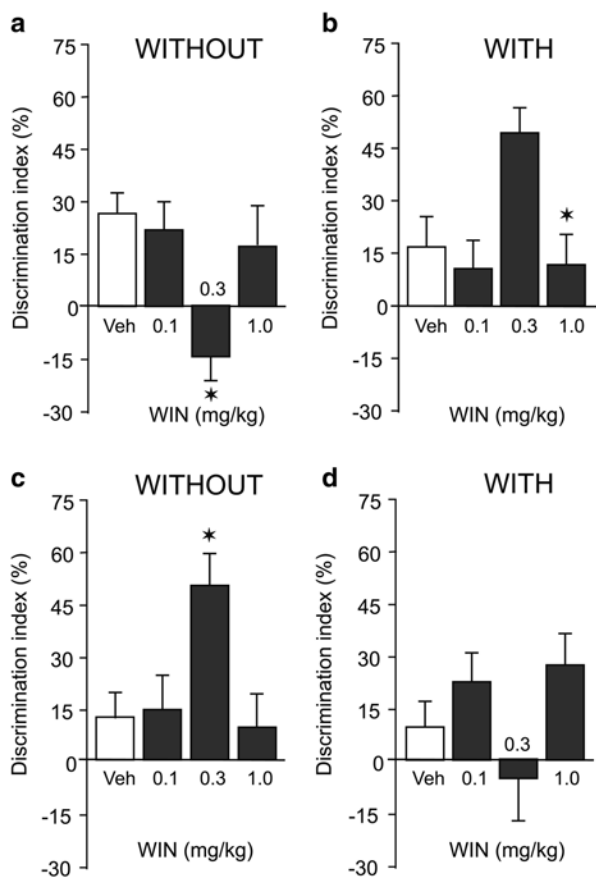 a
WITHOUT
Discrimination index (%)
75
60
45
30
15
0
-15
-30
Veh
0.1
0.3
1.0
✶
WIN (mg/kg)
b
WITH
Discrimination index (%)
75
60
45
30
15
0
-15
-30
✶
Veh
0.1
0.3
1.0
WIN (mg/kg)
c
WITHOUT
Discrimination index (%)
75
60
45
30
15
0
-15
-30
✶
Veh
0.1
0.3
1.0
WIN (mg/kg)
d
WITH
Discrimination index (%)
75
60
45
30
15
0
-15
-30
Veh
0.1
0.3
1.0
WIN (mg/kg)